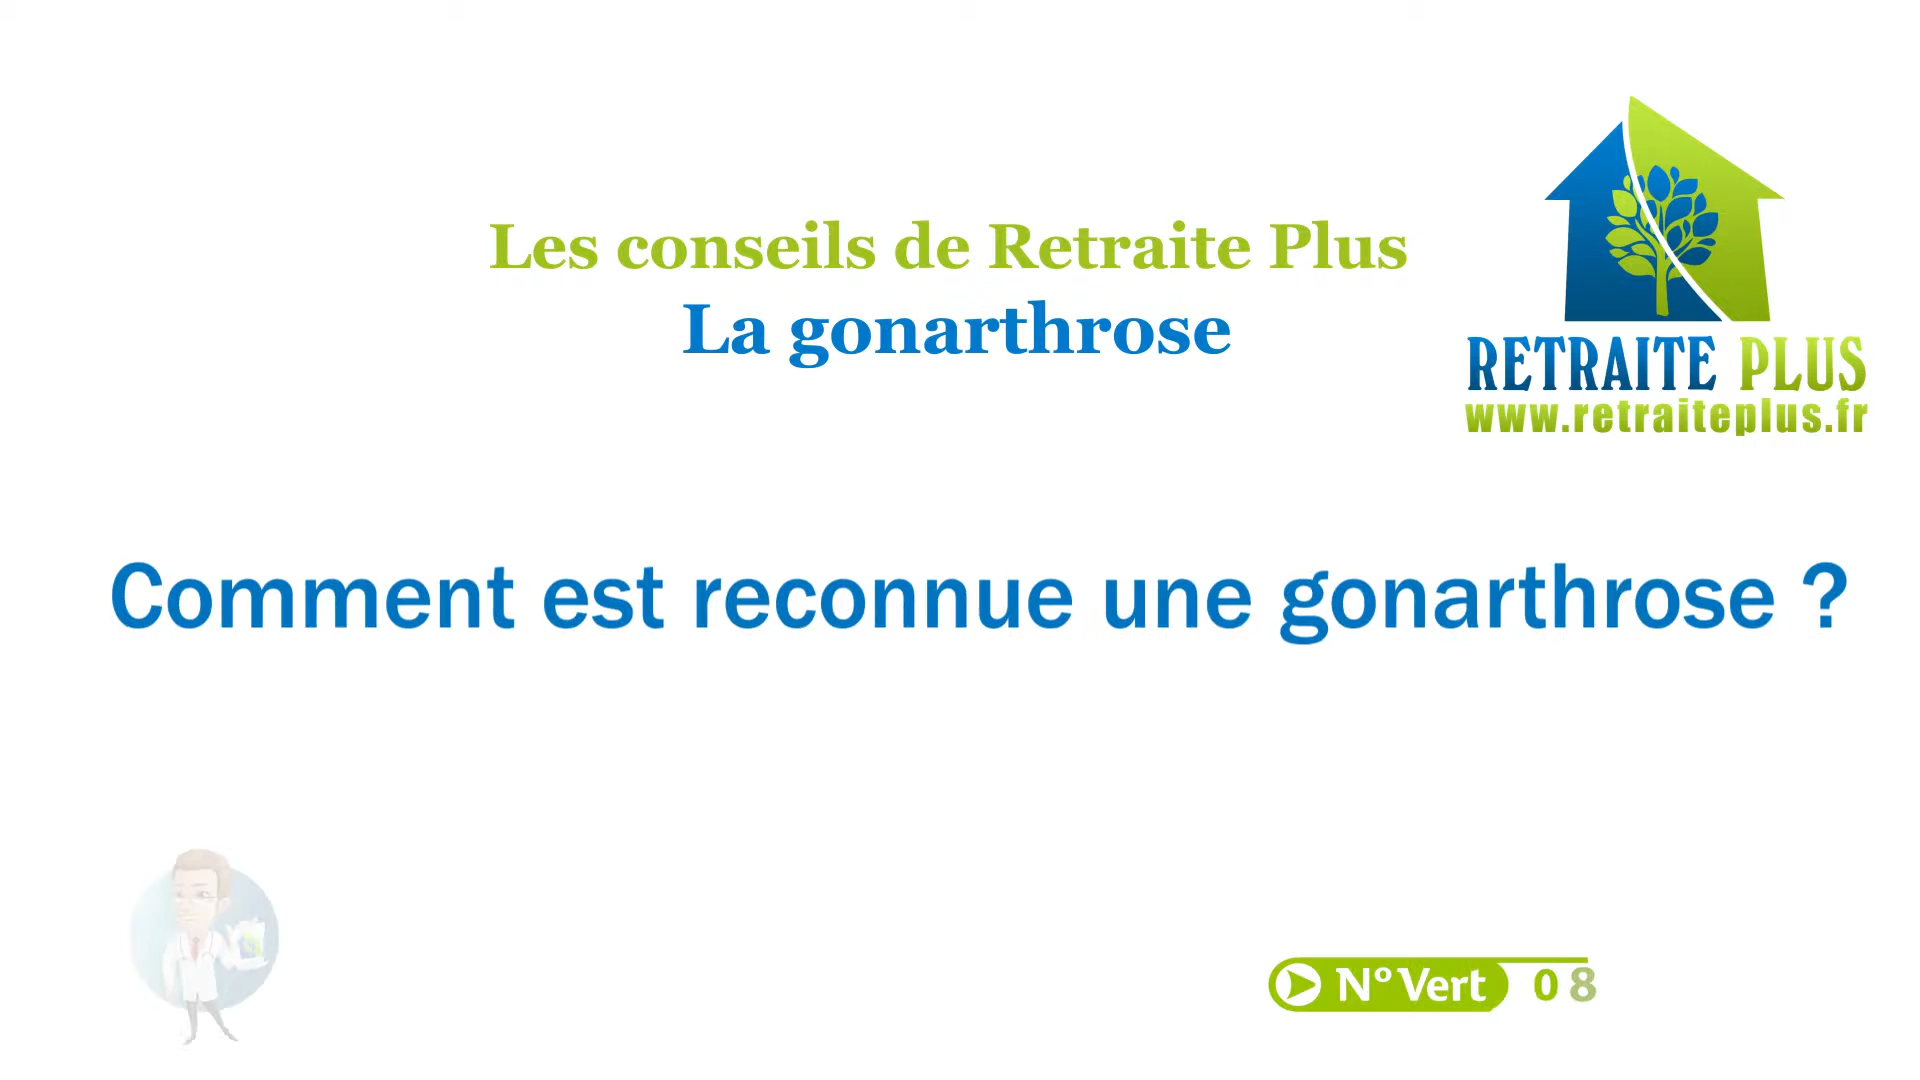 Les conseils de Retraite Plus
La gonarthrose
RETRAITE PLUS
www.retraiteplus.fr
Comment est reconnue une gonarthrose ?
N° Vert 08